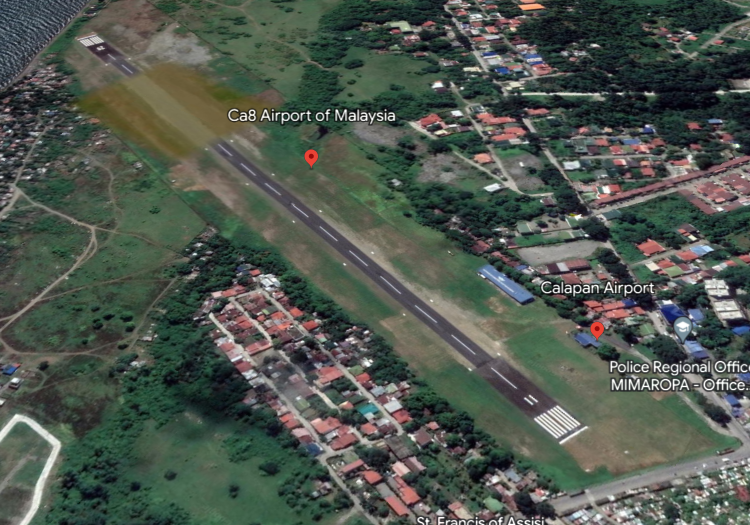 Ca8 Airport of Malaysia
Calapan Airport
Police Regional Office
MIMAROPA - Office...
St. Francis of Assisi